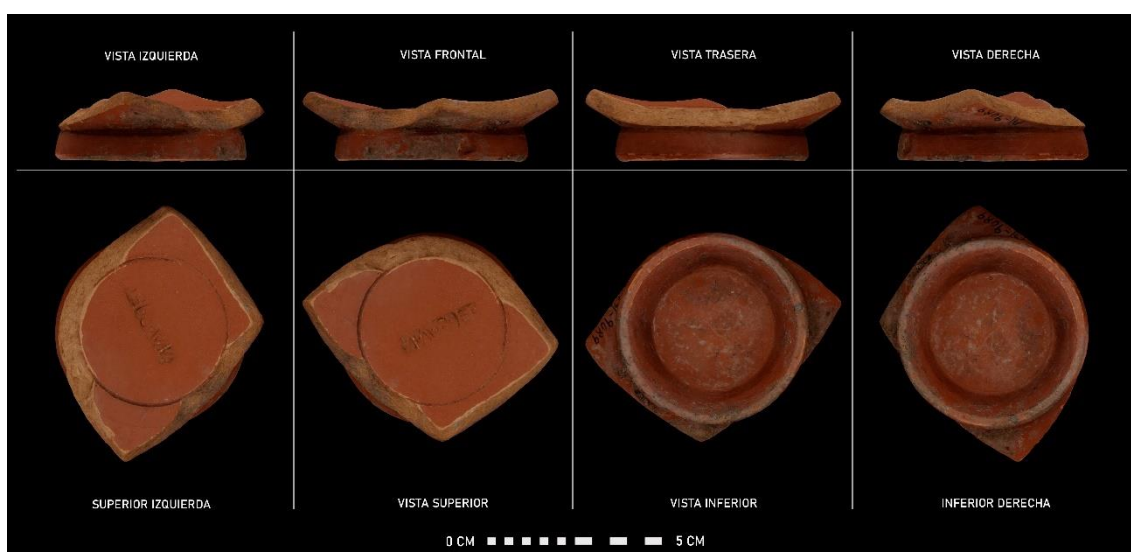 VISTA IZQUIERDA
VISTA FRONTAL
VISTA TRASERA
VISTA DERECHA
SUPERIOR IZQUIERDA
VISTA SUPERIOR
VISTA INFERIOR
INFERIOR DERECHA
0 CM
5 CM